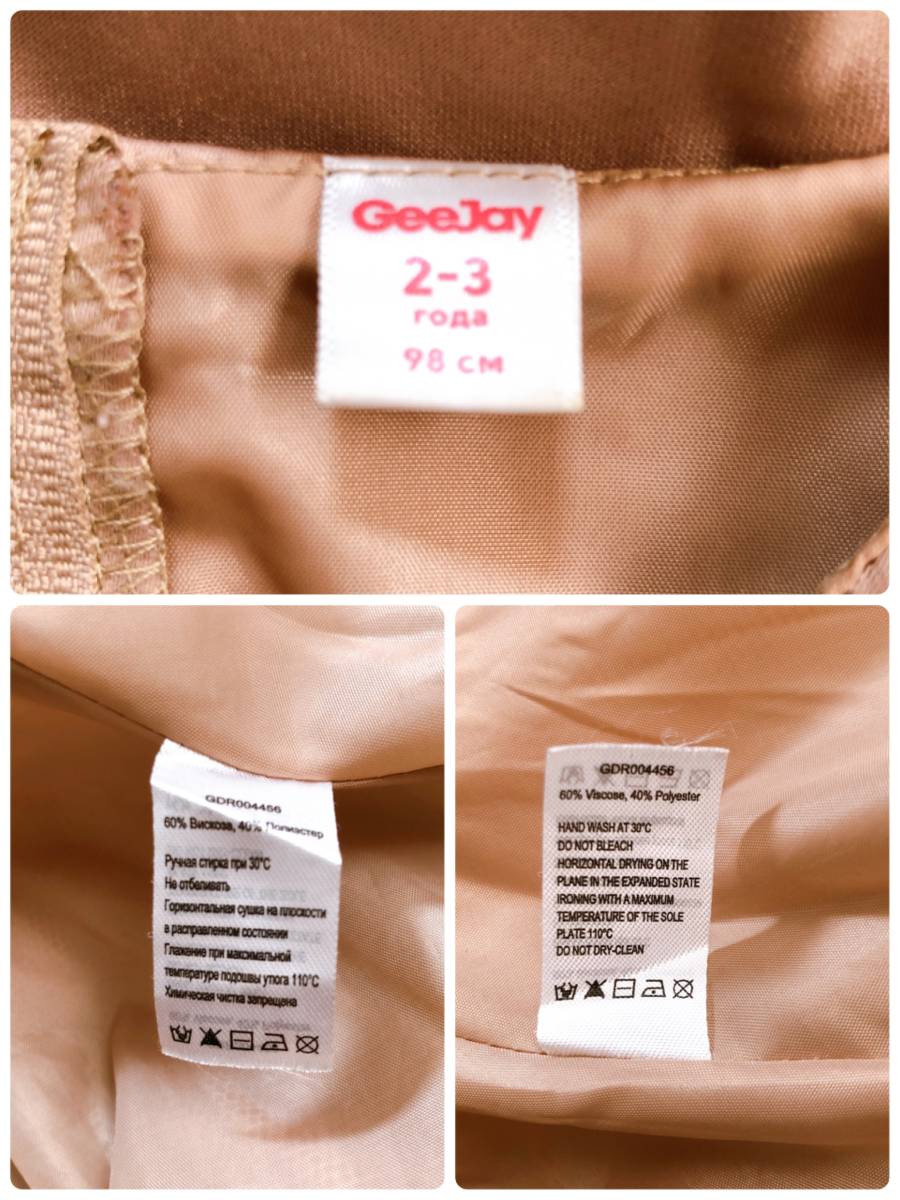 GeeJay
2-3
года
98 см
GDR004456
60% Вискоза, 40% Полиэстер
Ручная стирка при 30°C
Не отбеливать
Горизонтальная сушка на плоскости
в расправленном состоянии
Глажение при максимальной
температуре подошвы утюга 110°C
Химическая чистка запрещена
GDR004456
60% Viscose, 40% Polyester
HAND WASH AT 30°C
DO NOT BLEACH
HORIZONTAL DRYING ON THE
PLANE IN THE EXPANDED STATE
IRONING WITH A MAXIMUM
TEMPERATURE OF THE SOLE
PLATE 110°C
DO NOT DRY-CLEAN